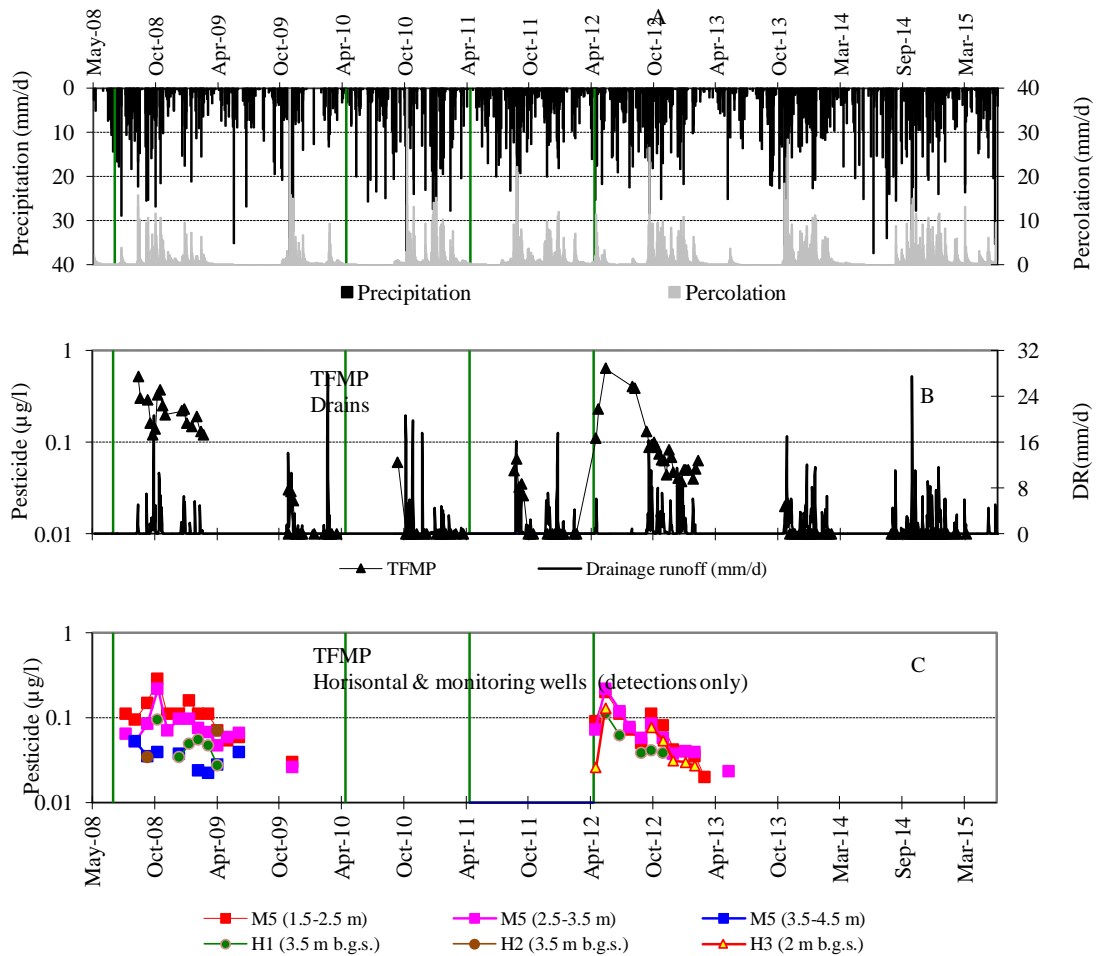 A
May-08 Oct-08 Apr-09 Oct-09 Apr-10 Oct-10 Apr-11 Oct-11 Apr-12 Oct-12 Apr-13 Oct-13 Mar-14 Sep-14 Mar-15
Precipitation (mm/d)
0
10
20
30
40
40
30
20
10
0
Percolation (mm/d)
Precipitation Percolation
Pesticide (µg/l)
1
0.1
0.01
TFMP
Drains
B
32
24
16
8
0
DR(mm/d)
TFMP Drainage runoff (mm/d)
Pesticide (µg/l)
1
0.1
0.01
TFMP
Horisontal & monitoring wells (detections only)
C
May-08 Oct-08 Apr-09 Oct-09 Apr-10 Oct-10 Apr-11 Oct-11 Apr-12 Oct-12 Apr-13 Oct-13 Mar-14 Sep-14 Mar-15
M5 (1.5-2.5 m) M5 (2.5-3.5 m) M5 (3.5-4.5 m)
H1 (3.5 m b.g.s.) H2 (3.5 m b.g.s.) H3 (2 m b.g.s.)